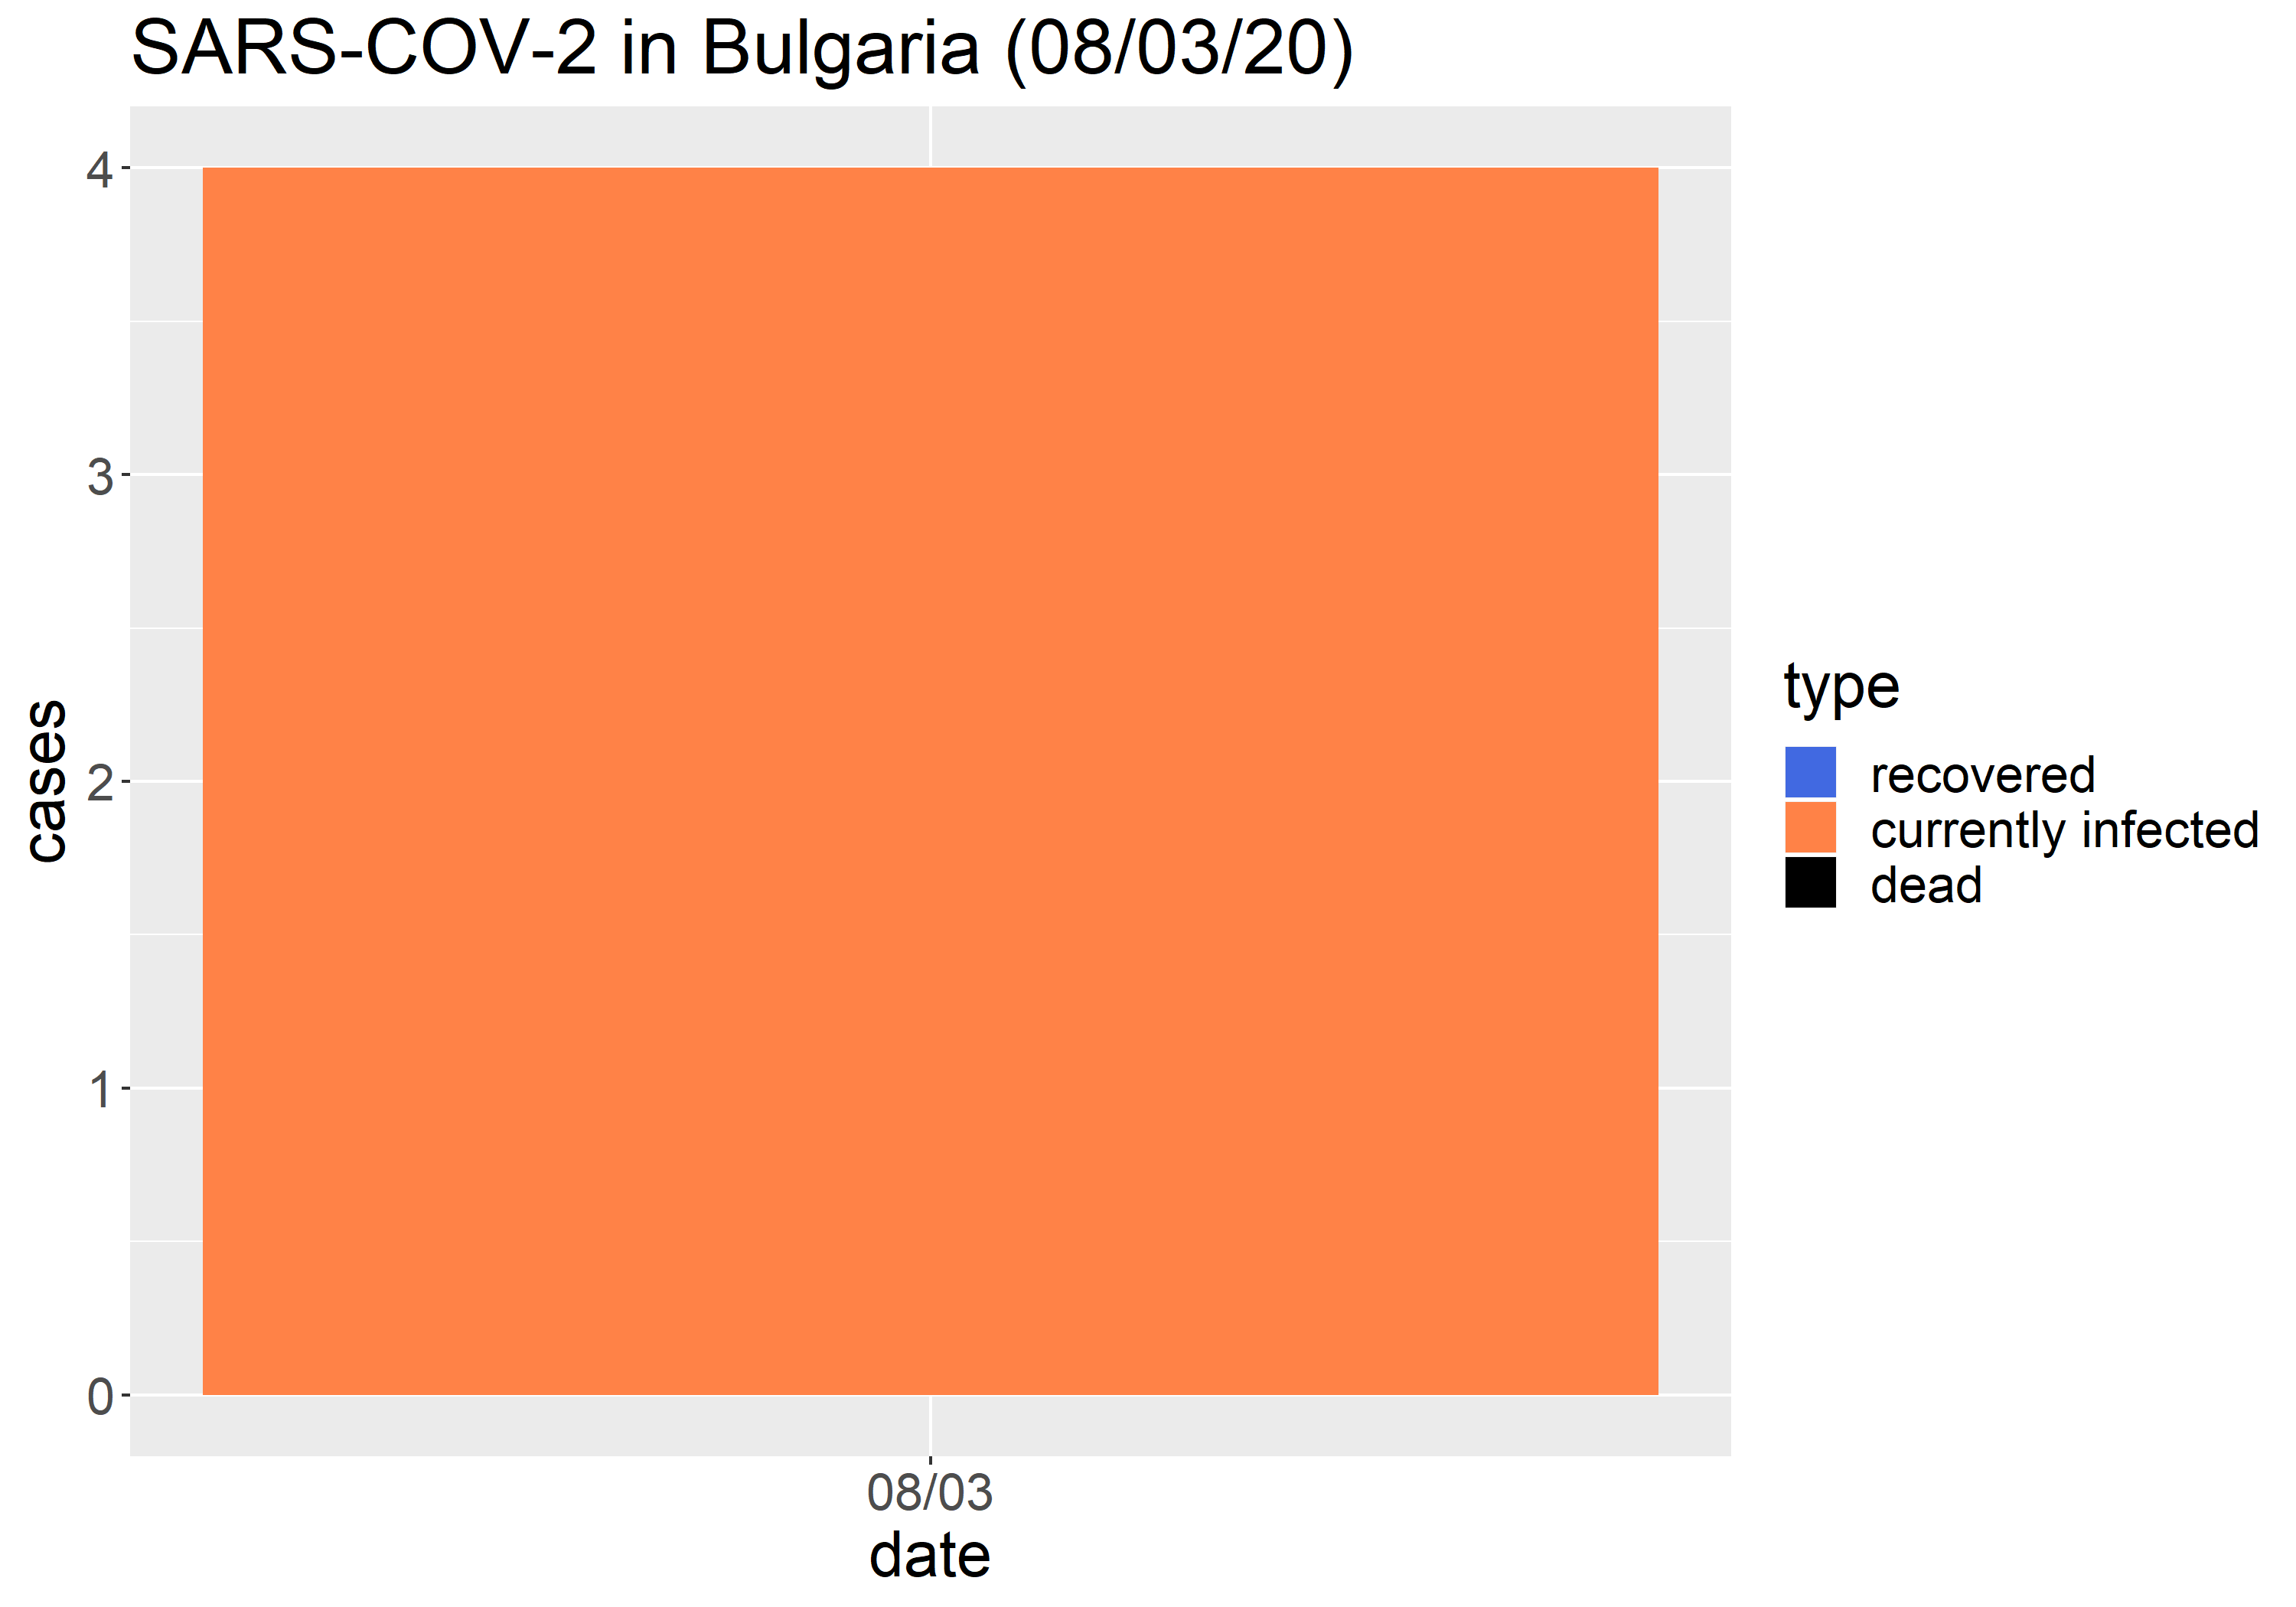 SARS-COV-2 in Bulgaria (08/03/20)
4
3
2
1
0
cases
08/03
date
type
recovered
currently infected
dead